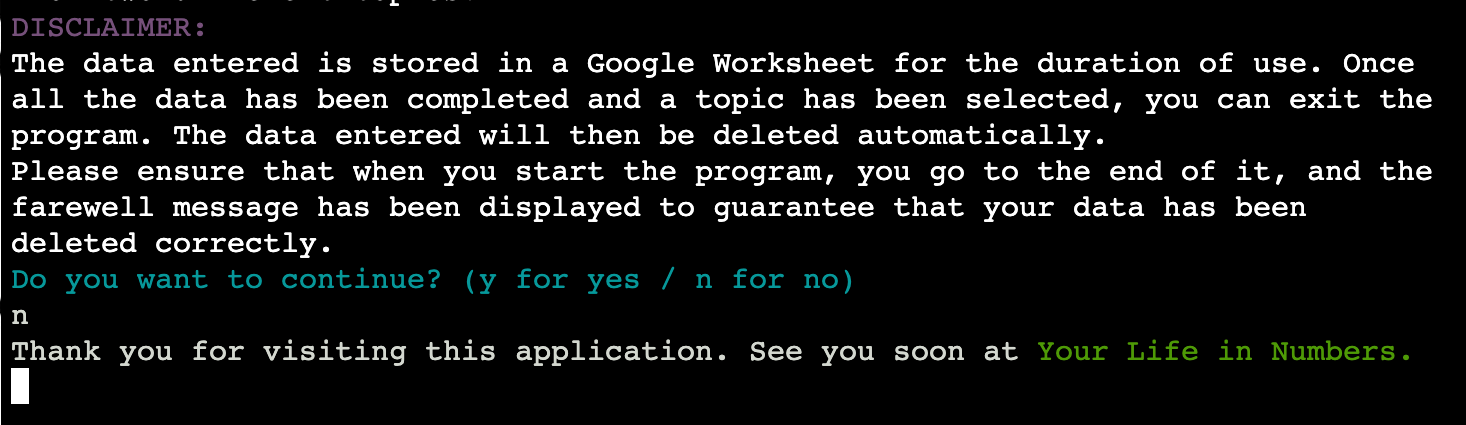 DISCLAIMER:
The data entered is stored in a Google Worksheet for the duration of use. Once
all the data has been completed and a topic has been selected, you can exit the
program. The data entered will then be deleted automatically.
Please ensure that when you start the program, you go to the end of it, and the
farewell message has been displayed to guarantee that your data has been
deleted correctly.
Do you want to continue? (y for yes / n for no)
n
Thank you for visiting this application. See you soon at Your Life in Numbers.